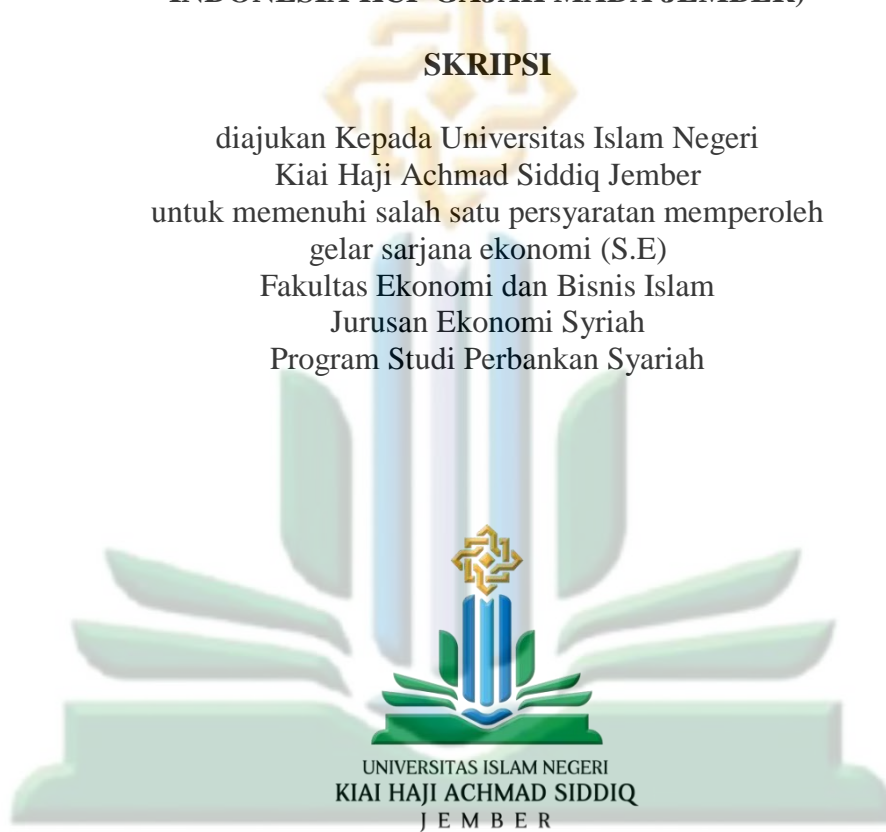 SKRIPSI
diajukan Kepada Universitas Islam Negeri
Kiai Haji Achmad Siddiq Jember
untuk memenuhi salah satu persyaratan memperoleh
gelar sarjana ekonomi (S.E)
Fakultas Ekonomi dan Bisnis Islam
Jurusan Ekonomi Syriah
Program Studi Perbankan Syariah
UNIVERSITAS ISLAM NEGERI
KIAI HAJI ACHMAD SIDDIQ
JEMBER